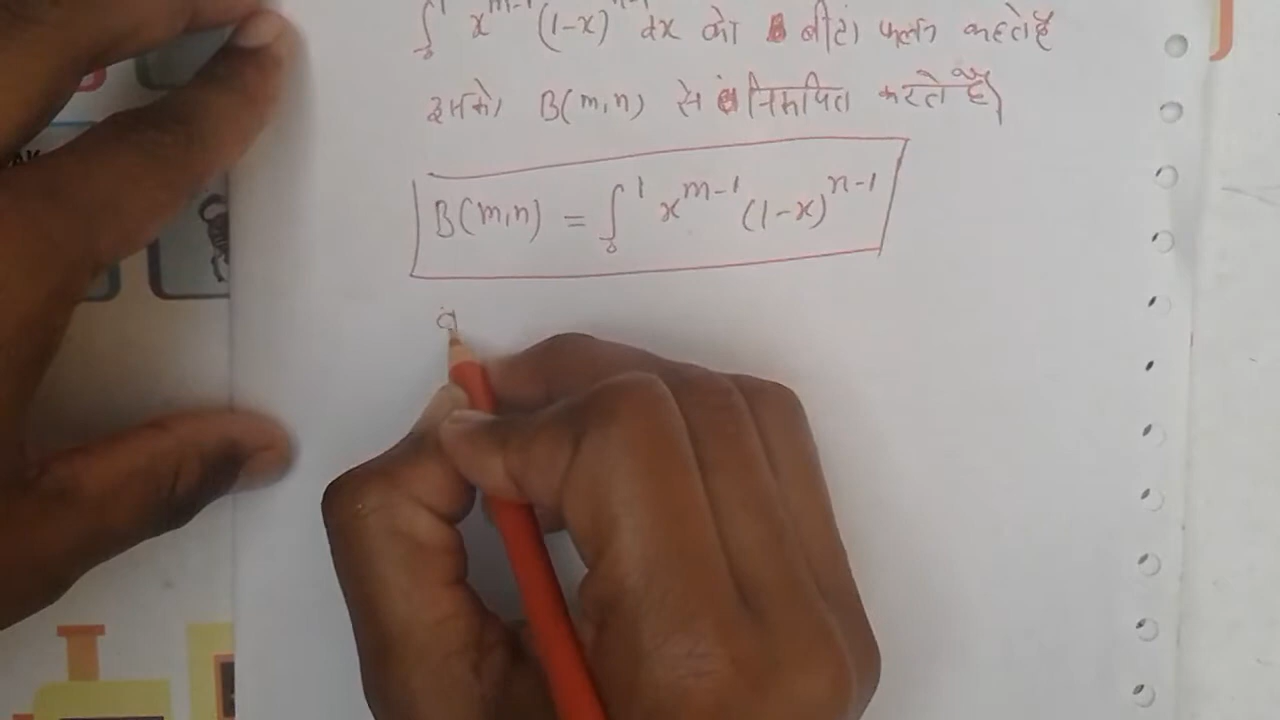 ∫₀¹ x^{m-1} (1-x)^{n-1} dx को बीटा फलन कहते हैं
इसको B(m,n) से निरूपित करते हैं।
B(m,n) = ∫₀¹ x^{m-1} (1-x)^{n-1}